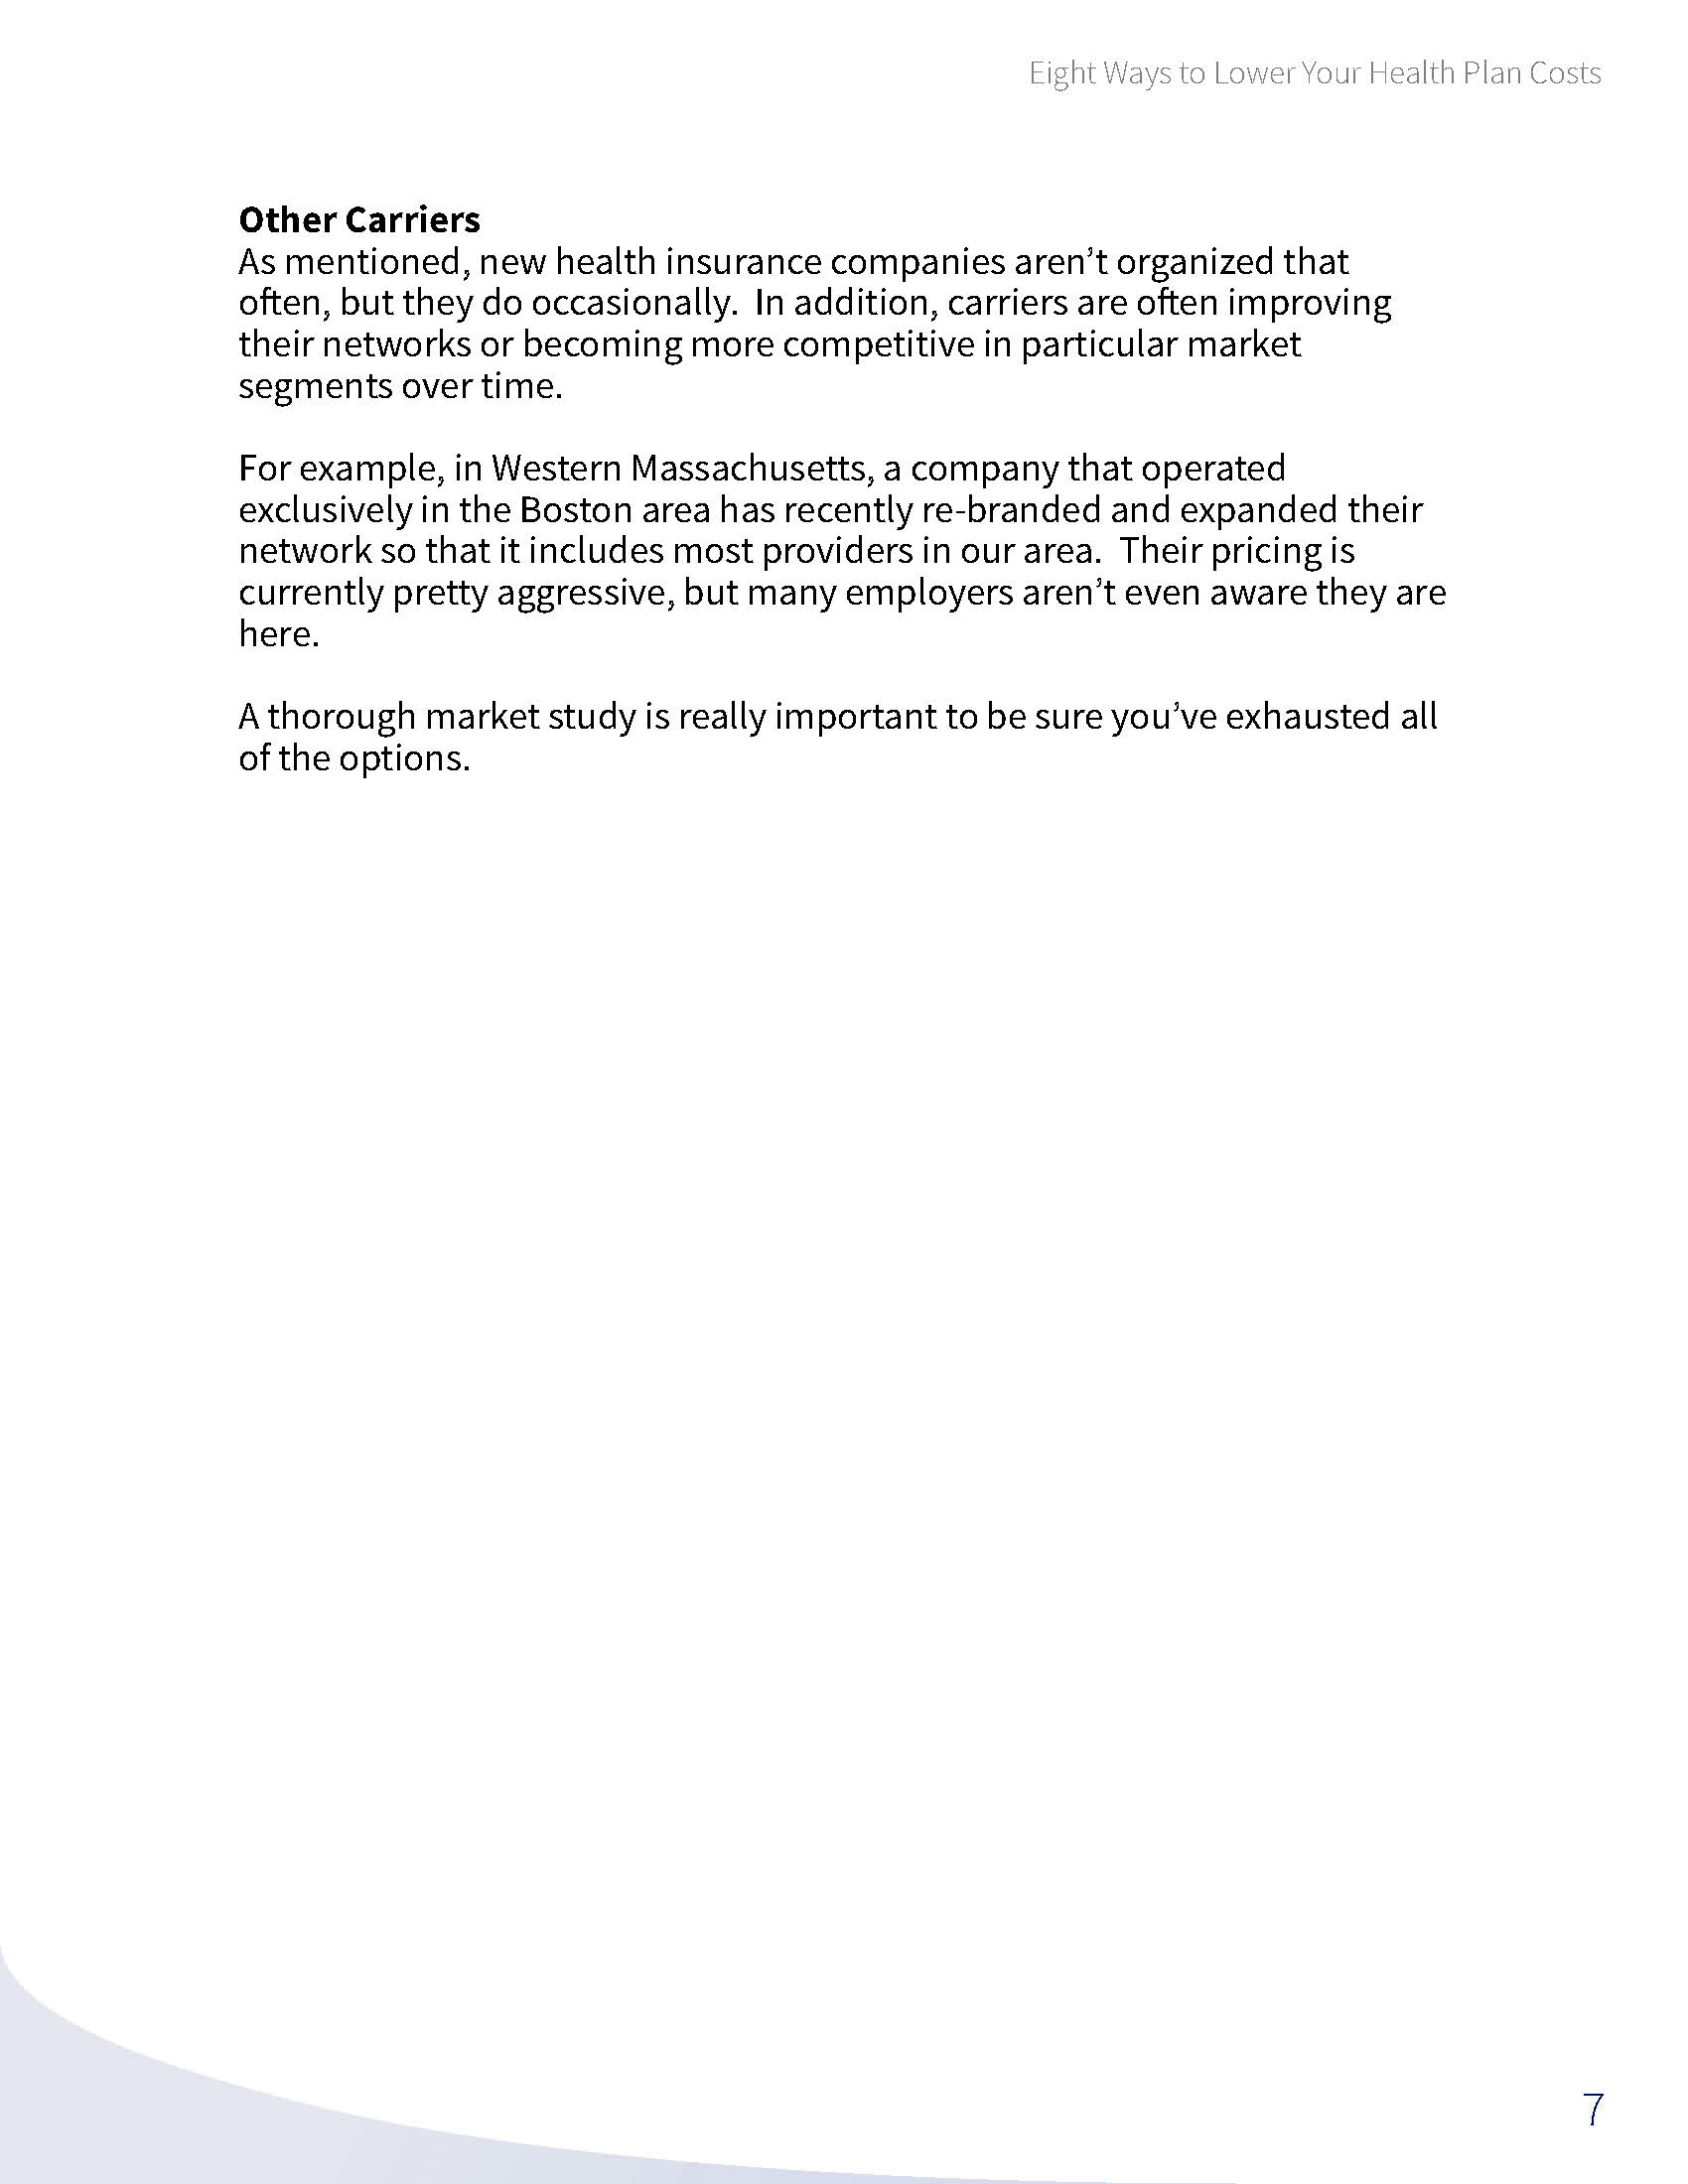 Eight Ways to Lower Your Health Plan Costs
Other Carriers
As mentioned, new health insurance companies aren’t organized that
often, but they do occasionally.  In addition, carriers are often improving
their networks or becoming more competitive in particular market
segments over time.
For example, in Western Massachusetts, a company that operated
exclusively in the Boston area has recently re-branded and expanded their
network so that it includes most providers in our area.  Their pricing is
currently pretty aggressive, but many employers aren’t even aware they are
here.
A thorough market study is really important to be sure you’ve exhausted all
of the options.
7